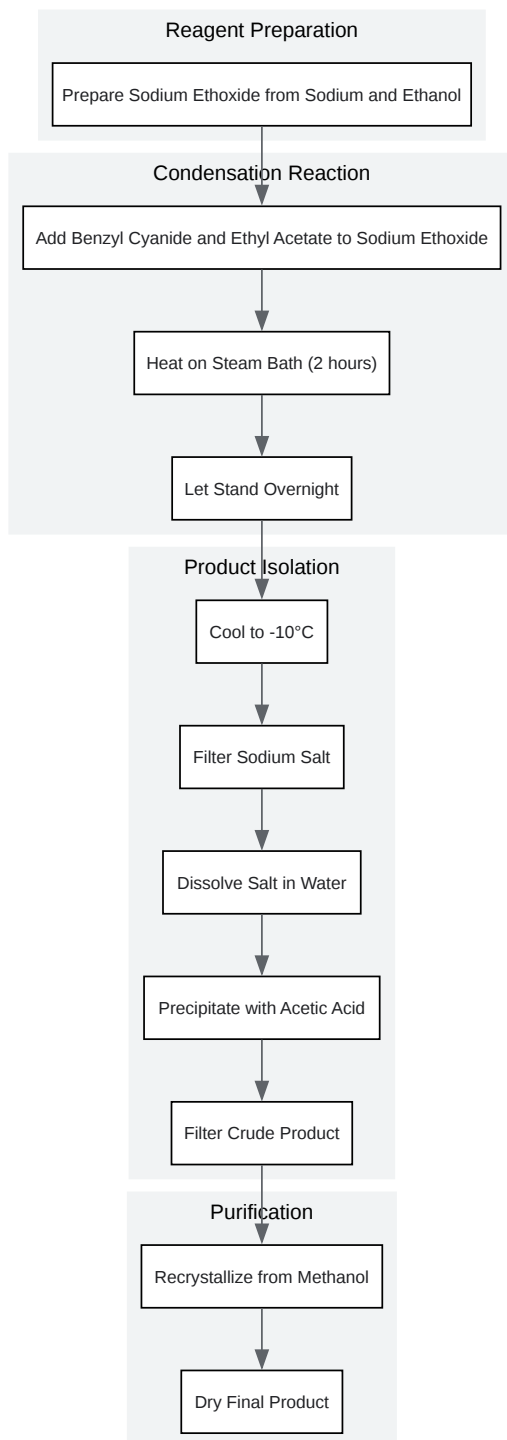 Reagent Preparation
Prepare Sodium Ethoxide from Sodium and Ethanol
Condensation Reaction
Add Benzyl Cyanide and Ethyl Acetate to Sodium Ethoxide
Heat on Steam Bath (2 hours)
Let Stand Overnight
Product Isolation
Cool to -10°C
Filter Sodium Salt
Dissolve Salt in Water
Precipitate with Acetic Acid
Filter Crude Product
Purification
Recrystallize from Methanol
Dry Final Product